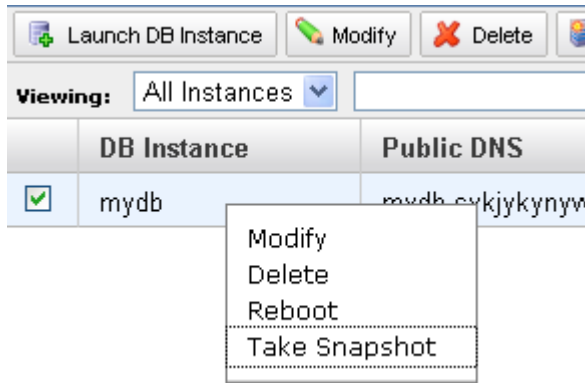 Launch DB Instance Modify Delete
Viewing: All Instances
DB Instance Public DNS
mydb
Modify
Delete
Reboot
Take Snapshot